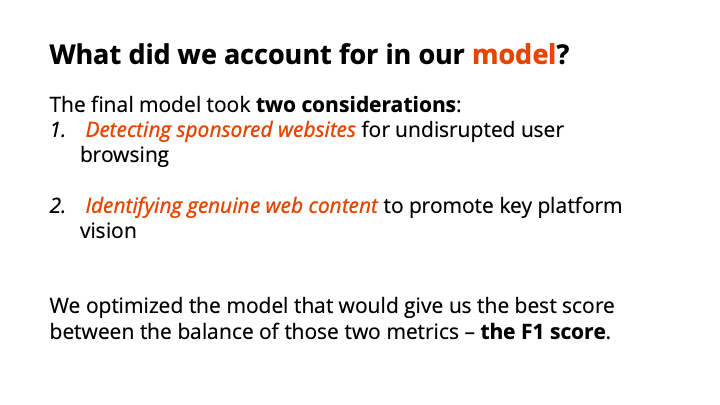 What did we account for in our model?
The final model took two considerations:
1. Detecting sponsored websites for undisrupted user
browsing
2. Identifying genuine web content to promote key platform
vision
We optimized the model that would give us the best score
between the balance of those two metrics – the F1 score.